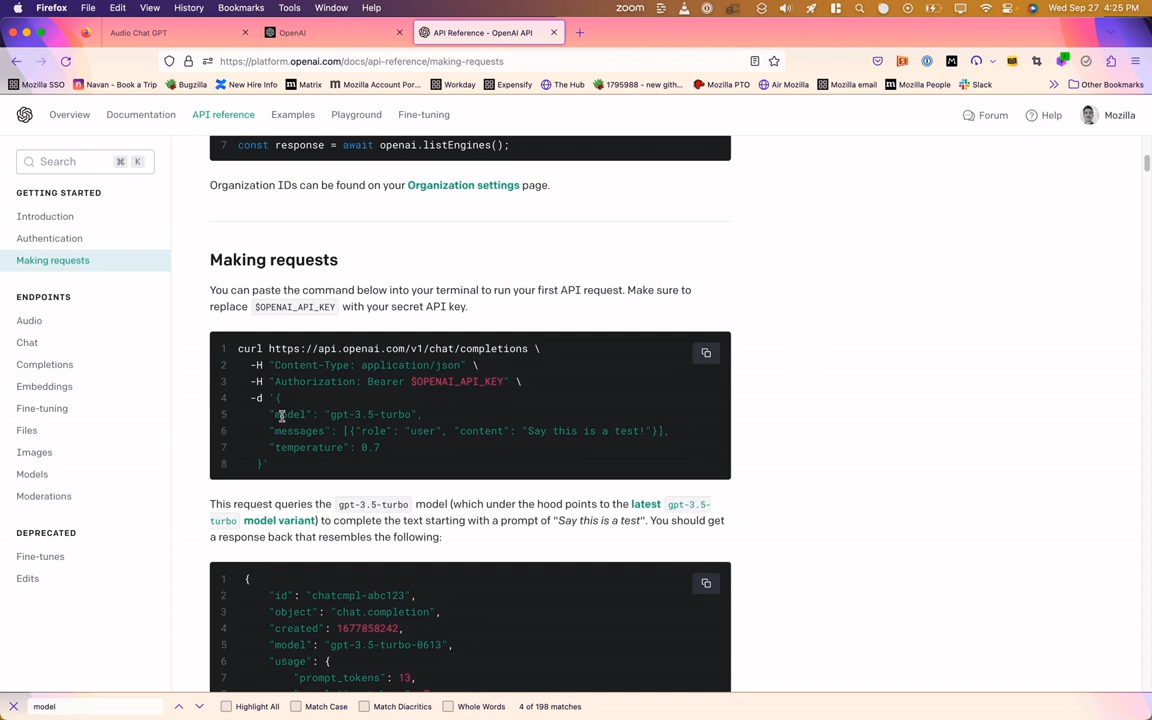 Firefox File Edit View History Bookmarks Tools Window Help zoom Wed Sep 27 4:25 PM
Audio Chat GPT × OpenAI × API Reference - OpenAI API × +
https://platform.openai.com/docs/api-reference/making-requests
Mozilla SSO Navan - Book a Trip Bugzilla New Hire Info Matrix Mozilla Account Por... Workday Expensify The Hub 1795988 - new gith... Mozilla PTO Air Mozilla Mozilla email Mozilla People Slack Other Bookmarks
Overview Documentation API reference Examples Playground Fine-tuning Forum Help Mozilla
Search ⌘ K
GETTING STARTED
Introduction
Authentication
Making requests
ENDPOINTS
Audio
Chat
Completions
Embeddings
Fine-tuning
Files
Images
Models
Moderations
DEPRECATED
Fine-tunes
Edits
7 const response = await openai.listEngines();
Organization IDs can be found on your Organization settings page.
Making requests
You can paste the command below into your terminal to run your first API request. Make sure to
replace $OPENAI_API_KEY with your secret API key.
1 curl https://api.openai.com/v1/chat/completions \
2 -H "Content-Type: application/json" \
3 -H "Authorization: Bearer $OPENAI_API_KEY" \
4 -d '{
5 "model": "gpt-3.5-turbo",
6 "messages": [{"role": "user", "content": "Say this is a test!"}],
7 "temperature": 0.7
8 }'
This request queries the gpt-3.5-turbo model (which under the hood points to the latest gpt-3.5-
turbo model variant) to complete the text starting with a prompt of "Say this is a test". You should get
a response back that resembles the following:
1 {
2 "id": "chatcmpl-abc123",
3 "object": "chat.completion",
4 "created": 1677858242,
5 "model": "gpt-3.5-turbo-0613",
6 "usage": {
7 "prompt_tokens": 13,
model Highlight All Match Case Match Diacritics Whole Words 4 of 198 matches